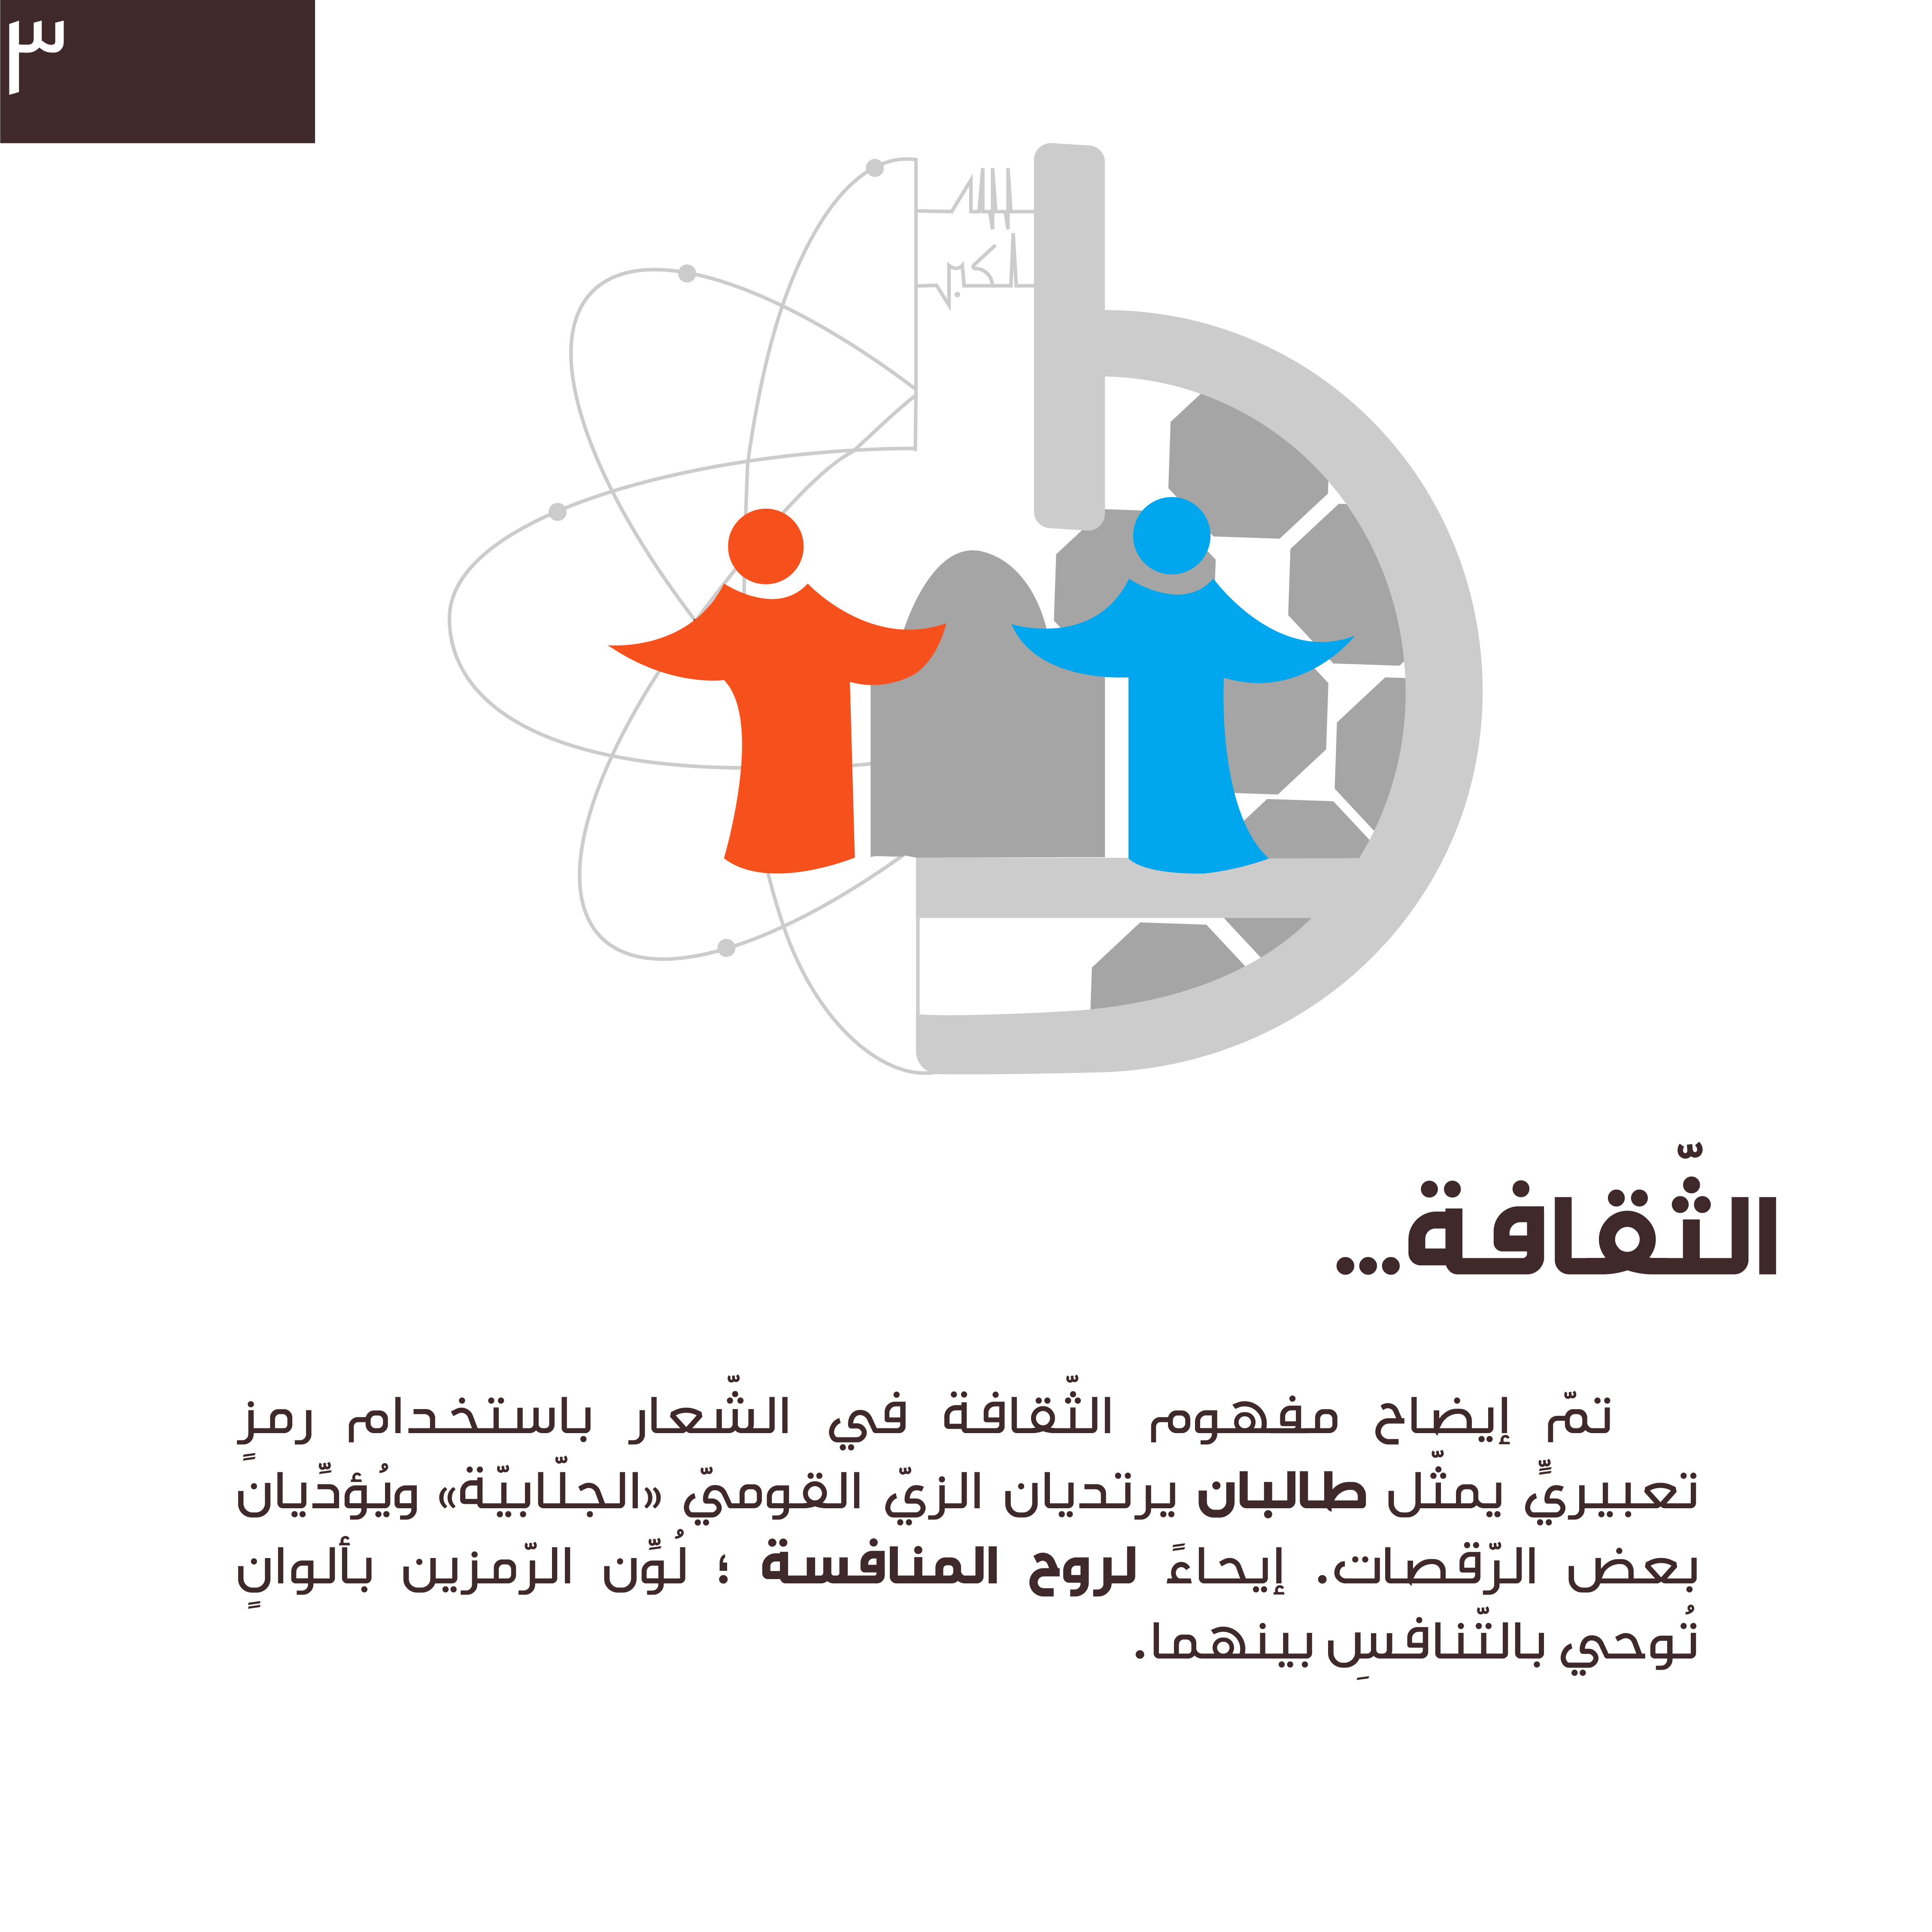 ٣
الله
أكبر
الثّقافة...
تمّ إيضاح مفهوم الثّقافة في الشّعار باستخدام رمزٍ
تعبيريٍّ يمثّل طالبان يرتديان الزيّ القوميّ «الجلّابيّة» ويُؤدِّيان
بعض الرّقصات. إيحاءً لروح المنافسة ؛ لُوِّن الرّمزين بألوانٍ
تُوحي بالتّنافسِ بينهما.